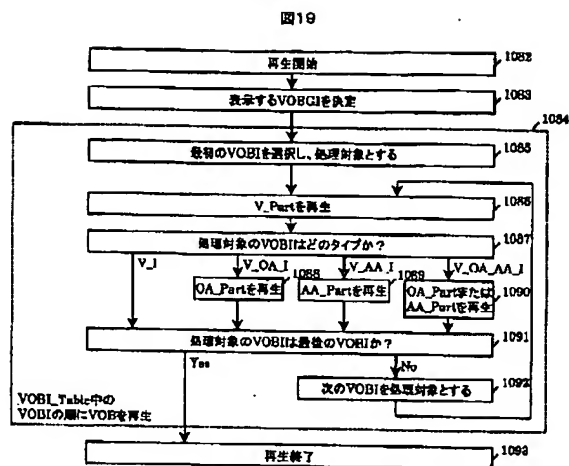 図19
再生開始
1082
表示するVOBGIを決定
1083
1084
最初のVOBIを選択し、処理対象とする
1085
V_Partを再生
1086
処理対象のVOBIはどのタイプか?
1087
V_I
V_OA_I
V_AA_I
V_OA_AA_I
1088
1089
OA_Partを再生
AA_Partを再生
OA_Partまたは
AA_Partを再生
1090
処理対象のVOBIは最後のVOBIか?
1091
Yes
No
次のVOBIを処理対象とする
1092
VOBI_Table中の
VOBIの順にVOBを再生
再生終了
1093